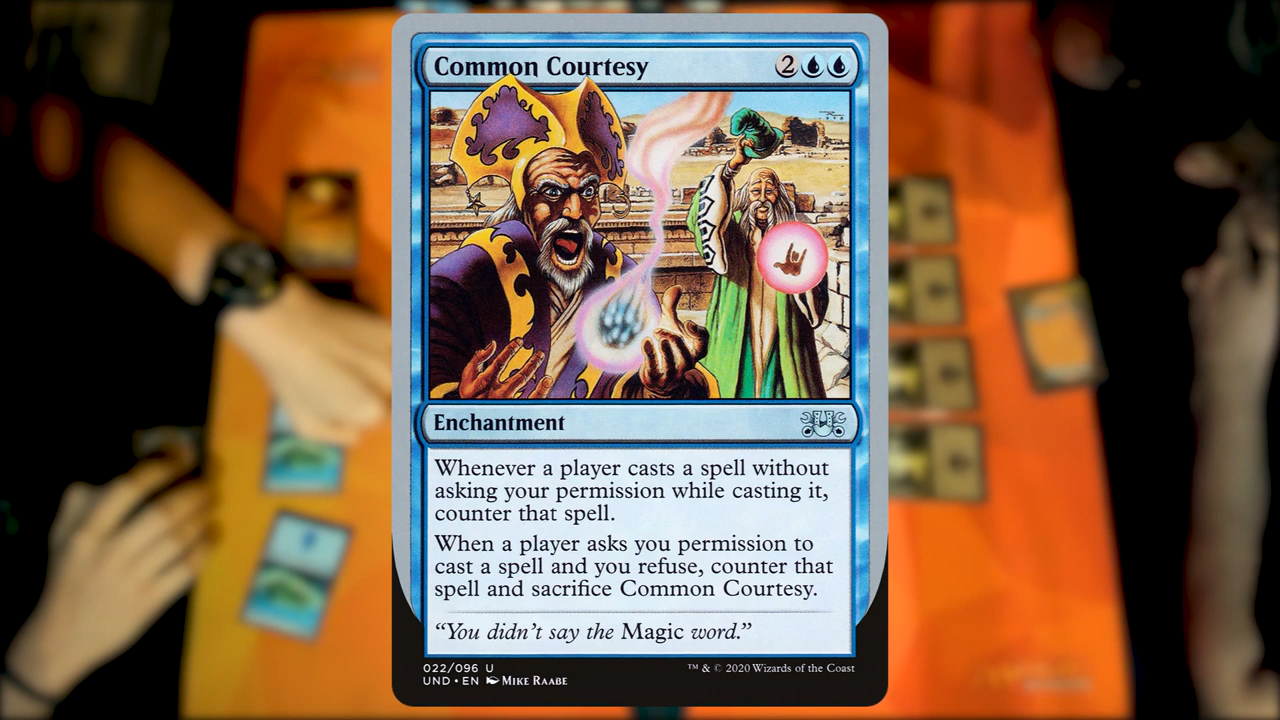 Common Courtesy 2
Enchantment
Whenever a player casts a spell without
asking your permission while casting it,
counter that spell.
When a player asks you permission to
cast a spell and you refuse, counter that
spell and sacrifice Common Courtesy.
“You didn’t say the Magic word.”
022/096 U
UND • EN Mike Raabe
™ & © 2020 Wizards of the Coast